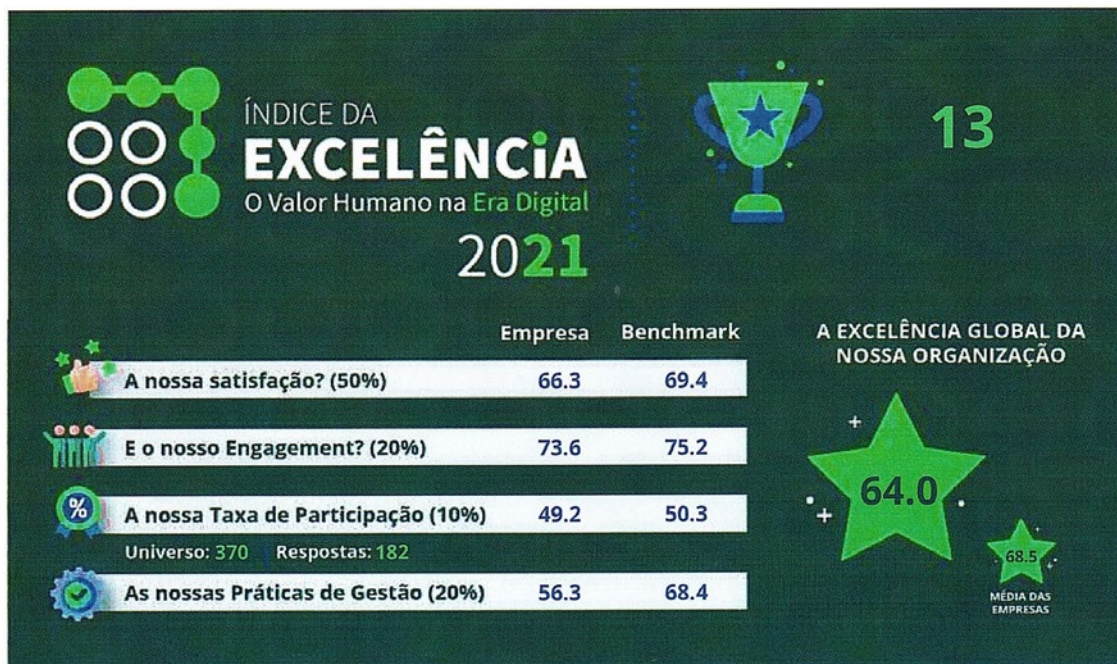 ÍNDICE DA
EXCELÊNCiA
O Valor Humano na Era Digital
2021
13
Empresa Benchmark
A nossa satisfação? (50%) 66.3 69.4
E o nosso Engagement? (20%) 73.6 75.2
% A nossa Taxa de Participação (10%) 49.2 50.3
Universo: 370 Respostas: 182
As nossas Práticas de Gestão (20%) 56.3 68.4
A EXCELÊNCIA GLOBAL DA
NOSSA ORGANIZAÇÃO
64.0
68.5
MÉDIA DAS
EMPRESAS